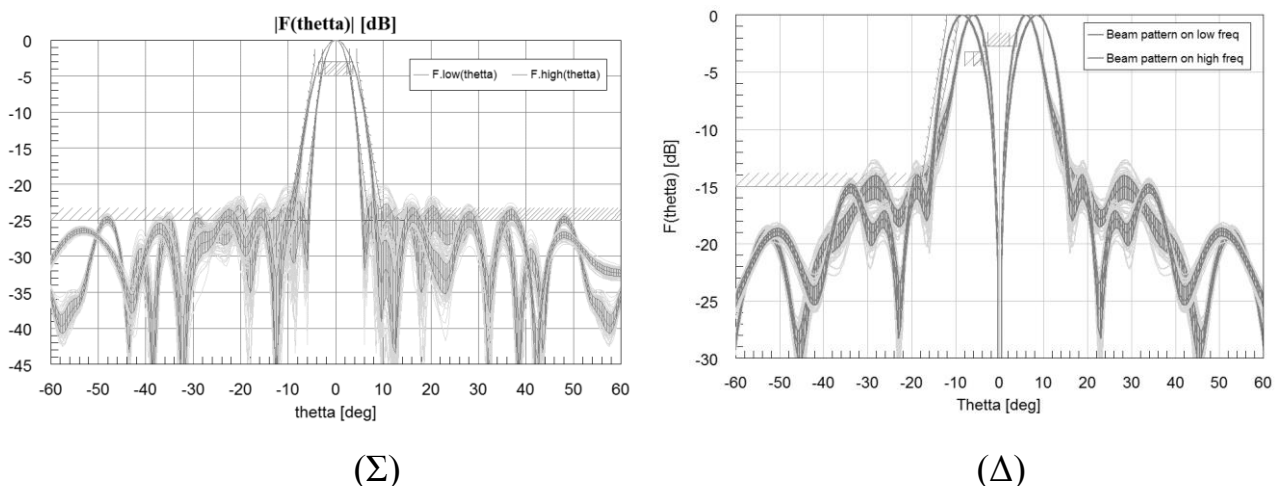 |F(thetta)| [dB]
0
-5
-10
-15
-20
-25
-30
-35
-40
-45
F.low(thetta) F.high(thetta)
-60 -50 -40 -30 -20 -10 0 10 20 30 40 50 60
thetta [deg]
(Σ)
F(thetta) [dB]
0
-5
-10
-15
-20
-25
-30
Beam pattern on low freq
Beam pattern on high freq
-60 -50 -40 -30 -20 -10 0 10 20 30 40 50 60
Thetta [deg]
(Δ)